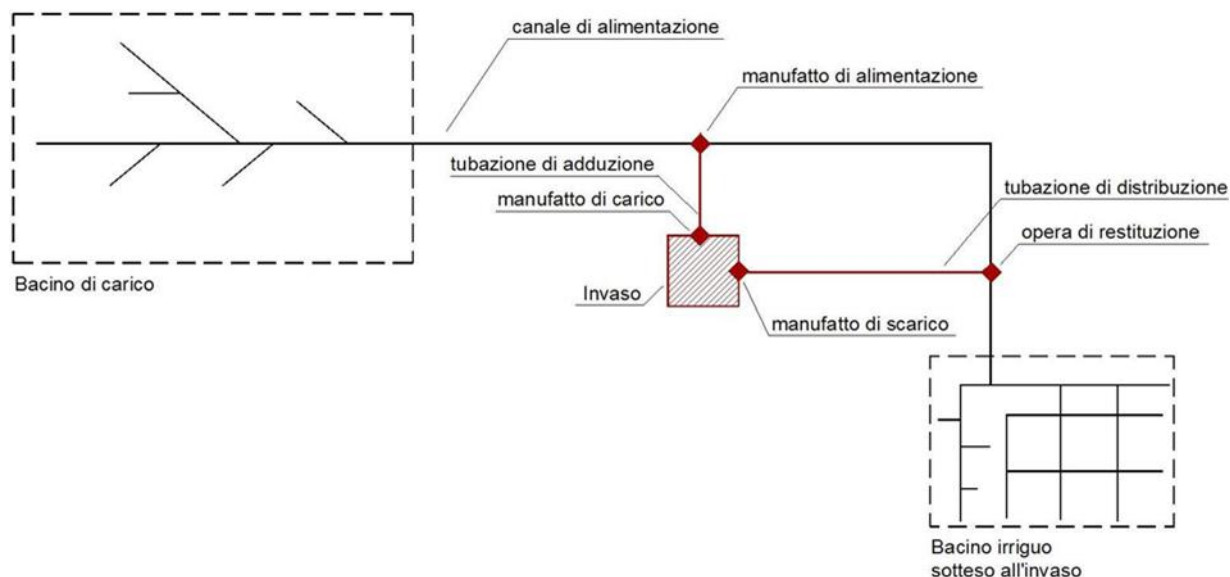 canale di alimentazione
manufatto di alimentazione
tubazione di adduzione
tubazione di distribuzione
manufatto di carico
opera di restituzione
Bacino di carico
Invaso
manufatto di scarico
Bacino irriguo
sotteso all'invaso